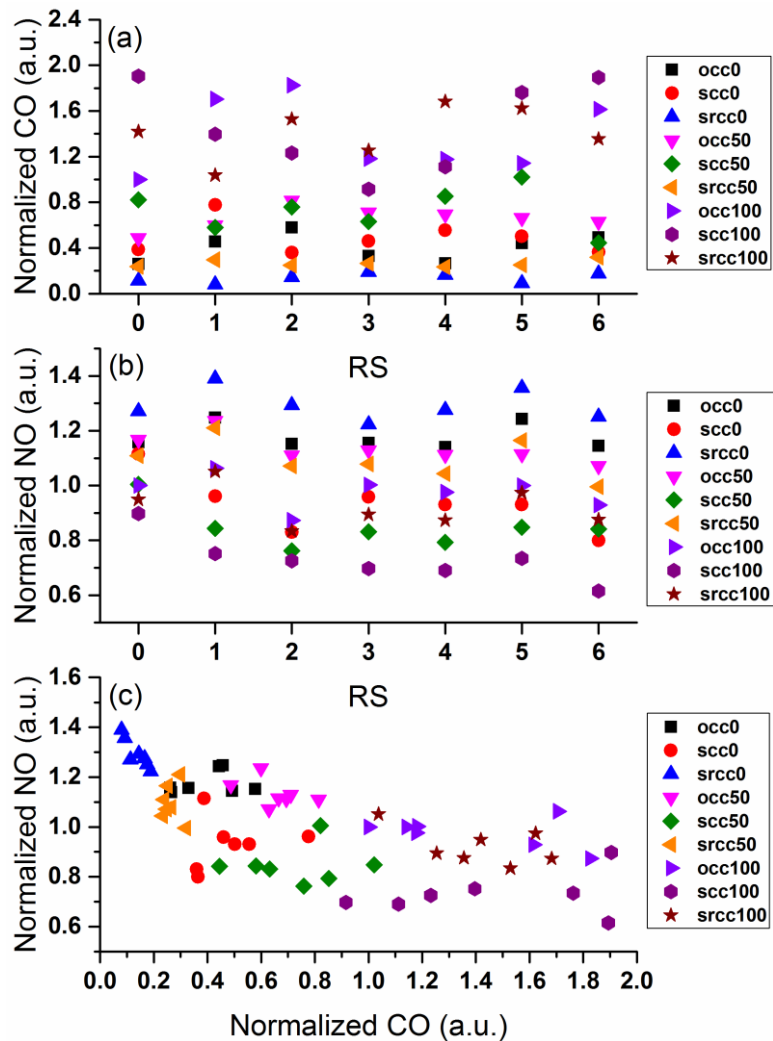 (a)
Normalized CO (a.u.)
2.4
2.0
1.6
1.2
0.8
0.4
0.0
0 1 2 3 4 5 6
RS
occ0
scc0
srcc0
occ50
scc50
srcc50
occ100
scc100
srcc100
(b)
Normalized NO (a.u.)
1.4
1.2
1.0
0.8
0.6
0 1 2 3 4 5 6
RS
occ0
scc0
srcc0
occ50
scc50
srcc50
occ100
scc100
srcc100
(c)
Normalized NO (a.u.)
1.6
1.4
1.2
1.0
0.8
0.6
0.0 0.2 0.4 0.6 0.8 1.0 1.2 1.4 1.6 1.8 2.0
Normalized CO (a.u.)
occ0
scc0
srcc0
occ50
scc50
srcc50
occ100
scc100
srcc100